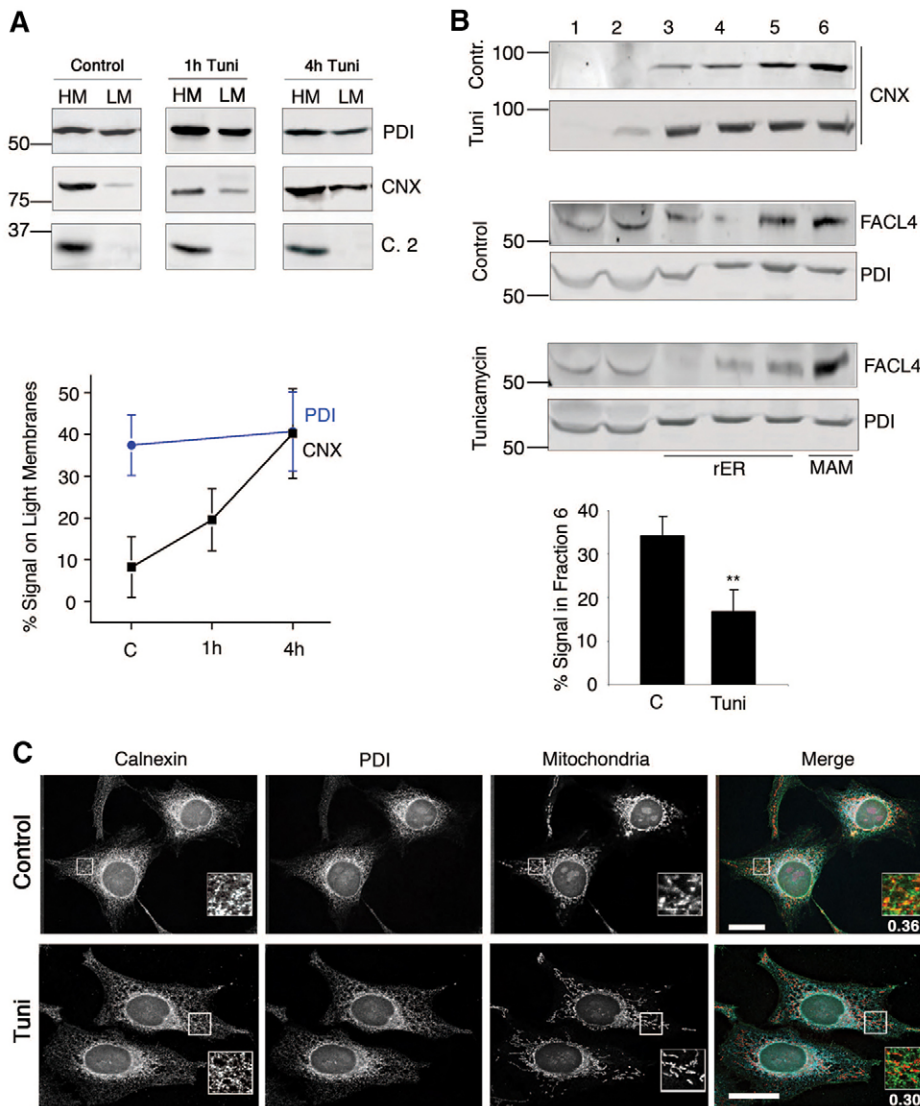 A
Control 1h Tuni 4h Tuni
HM LM HM LM HM LM
50 PDI
75 CNX
37 C. 2
% Signal on Light Membranes
50
40
30
20
10
0
PDI
CNX
C 1h 4h
B
1 2 3 4 5 6
Contr. 100
Tuni 100
CNX
Control
50 FACL4
50 PDI
Tunicamycin
50 FACL4
50 PDI
rER MAM
% Signal in Fraction 6
40
30
20
10
0
**
C Tuni
C
Calnexin PDI Mitochondria Merge
Control
0.36
Tuni
0.30